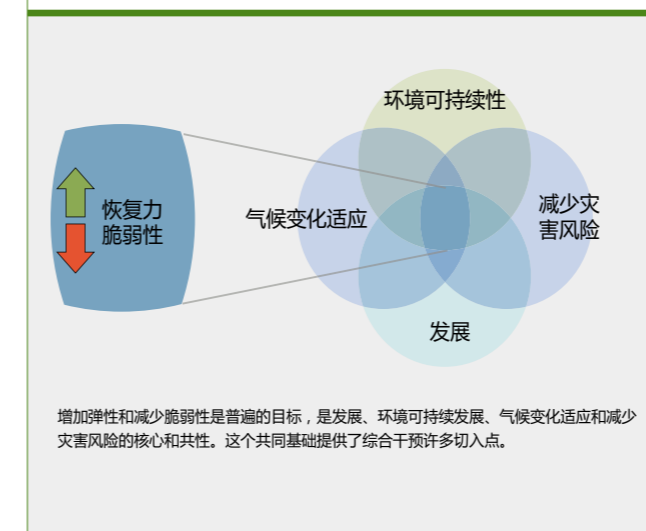 环境可持续性
恢复力
脆弱性
气候变化适应
减少灾
害风险
发展
增加弹性和减少脆弱性是普遍的目标，是发展、环境可持续发展、气候变化适应和减少
灾害风险的核心和共性。这个共同基础提供了综合干预许多切入点。